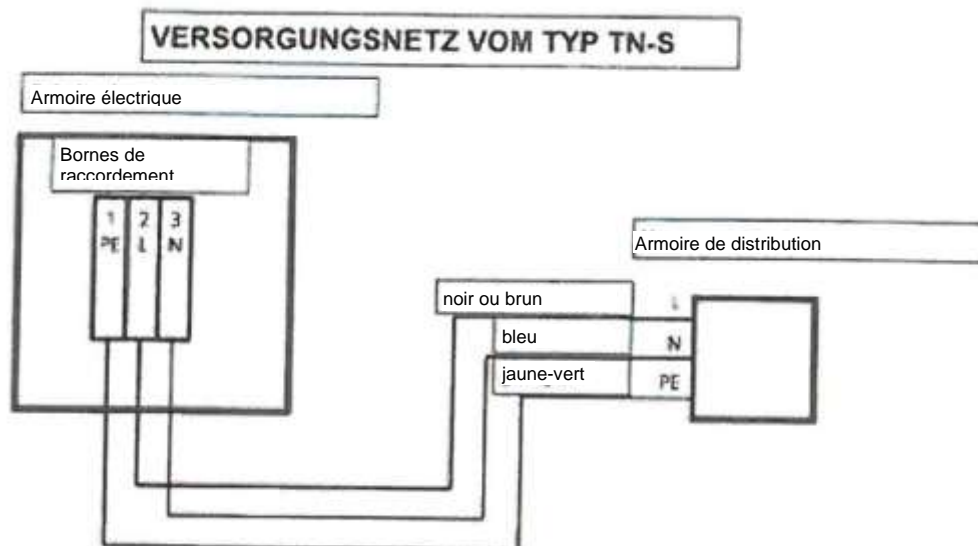 VERSORGUNGSNETZ VOM TYP TN-S
Armoire électrique
Bornes de
raccordement
1 2 3
PE L N
Armoire de distribution
noir ou brun L
bleu N
jaune-vert PE